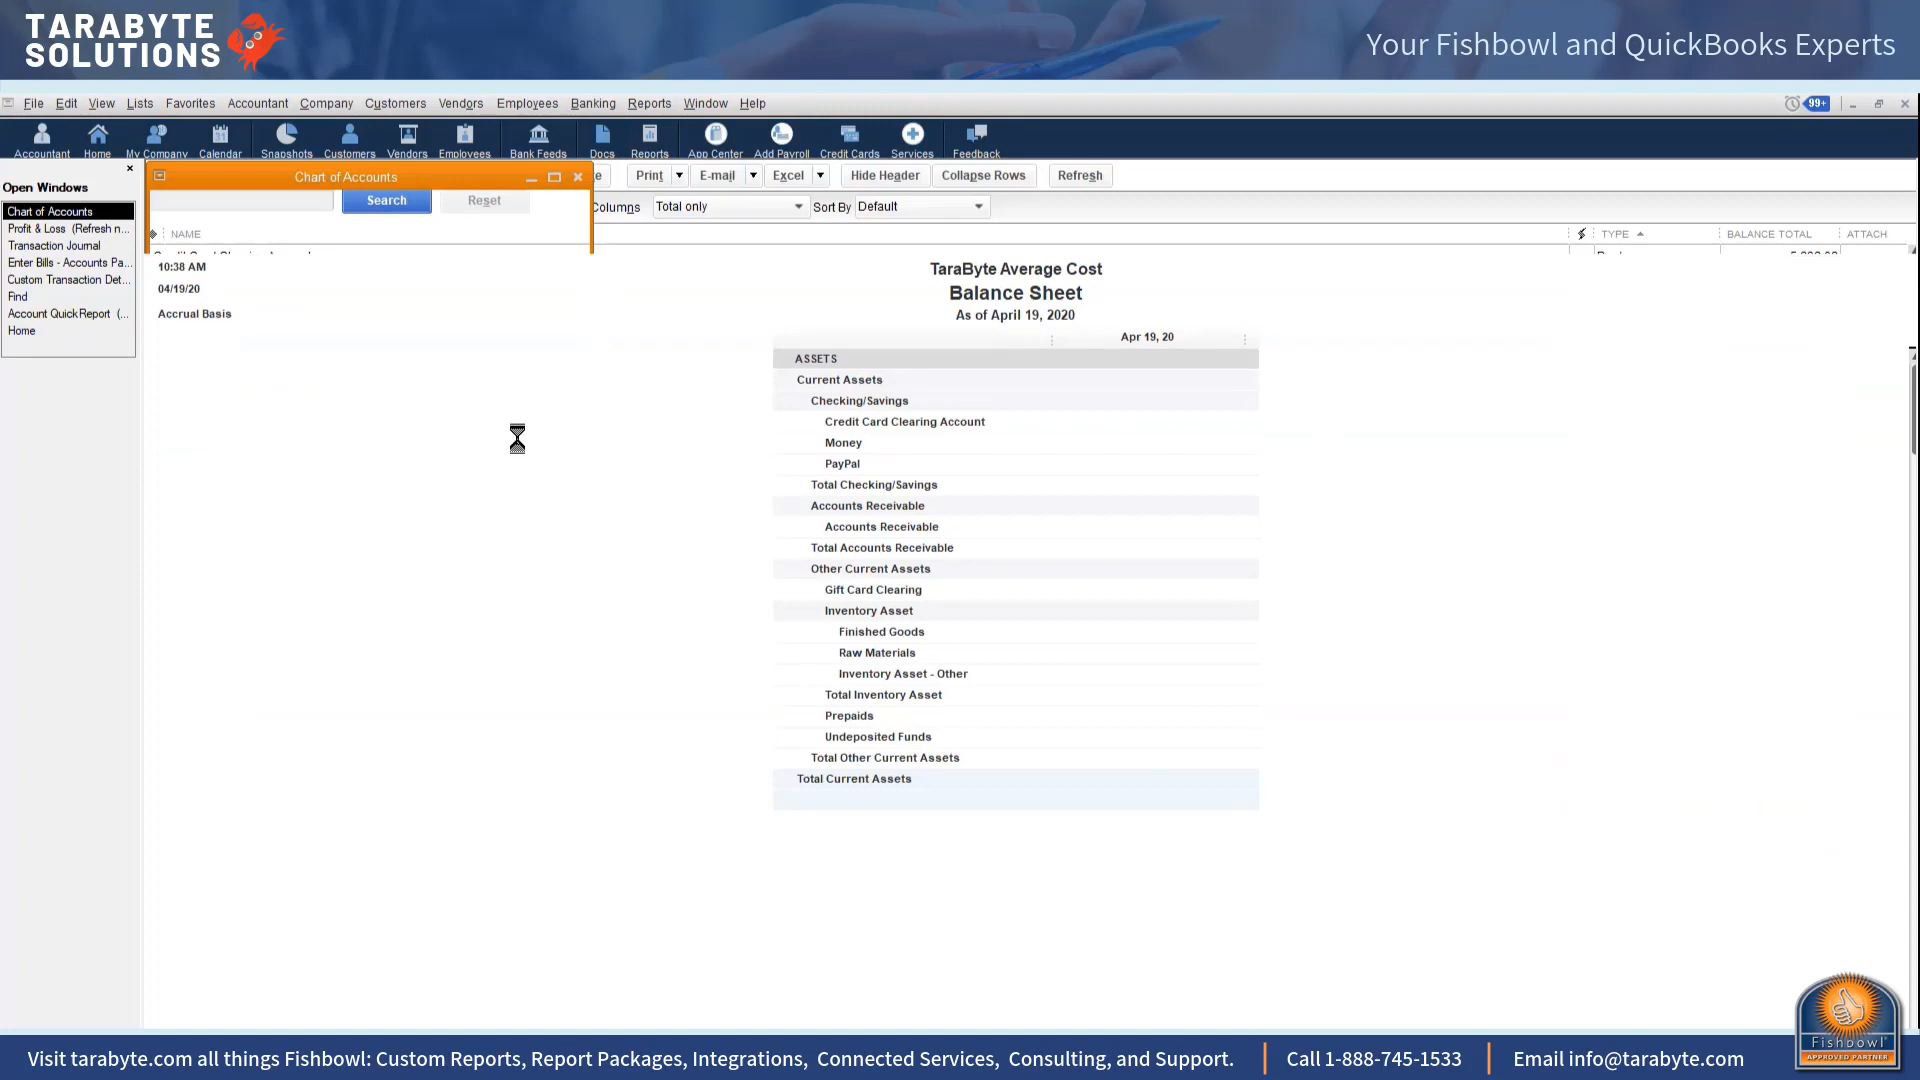 TARABYTE
SOLUTIONS
Your Fishbowl and QuickBooks Experts
File Edit View Lists Favorites Accountant Company Customers Vendors Employees Banking Reports Window Help
99+
Accountant Home My Company Calendar Snapshots Customers Vendors Employees Bank Feeds Docs Reports App Center Add Payroll Credit Cards Services Feedback
Open Windows
Chart of Accounts
Profit & Loss (Refresh n...
Transaction Journal
Enter Bills - Accounts Pa...
Custom Transaction Det...
Find
Account QuickReport (...
Home
Chart of Accounts
Search Reset
NAME
Print E-mail Excel Hide Header Collapse Rows Refresh
Total only Sort By Default
TYPE BALANCE TOTAL ATTACH
10:38 AM
04/19/20
Accrual Basis
TaraByte Average Cost
Balance Sheet
As of April 19, 2020
Apr 19, 20
ASSETS
Current Assets
Checking/Savings
Credit Card Clearing Account
Money
PayPal
Total Checking/Savings
Accounts Receivable
Accounts Receivable
Total Accounts Receivable
Other Current Assets
Gift Card Clearing
Inventory Asset
Finished Goods
Raw Materials
Inventory Asset - Other
Total Inventory Asset
Prepaids
Undeposited Funds
Total Other Current Assets
Total Current Assets
Fishbowl
APPROVED PARTNER
Visit tarabyte.com all things Fishbowl: Custom Reports, Report Packages, Integrations, Connected Services, Consulting, and Support. Call 1-888-745-1533 Email info@tarabyte.com